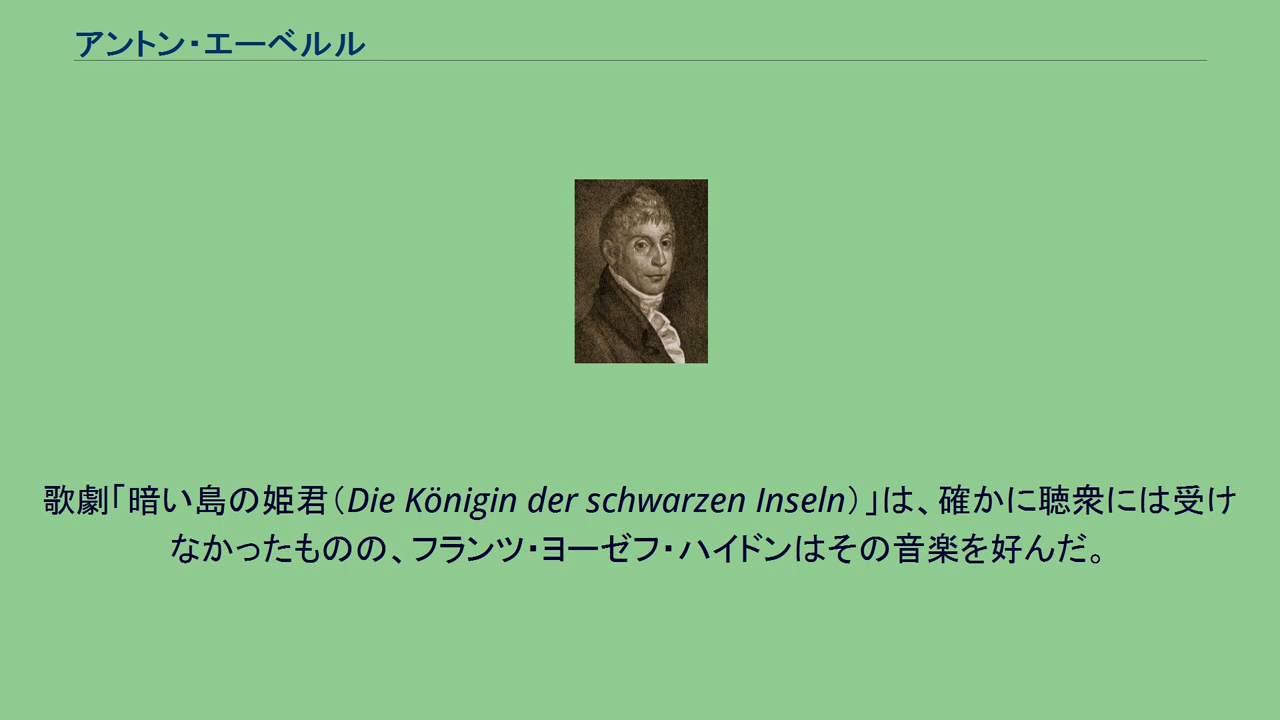 アントン・エーベルル
歌劇「暗い島の姫君（Die Königin der schwarzen Inseln）」は、確かに聴衆には受け
なかったものの、フランツ・ヨーゼフ・ハイドンはその音楽を好んだ。